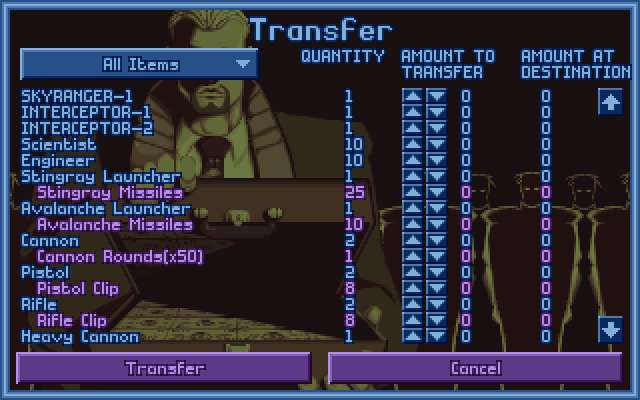 Transfer
All Items
QUANTITY AMOUNT TO TRANSFER AMOUNT AT DESTINATION
SKYRANGER-1 1 0 0
INTERCEPTOR-1 1 0 0
INTERCEPTOR-2 1 0 0
Scientist 10 0 0
Engineer 10 0 0
Stingray Launcher 1 0 0
Stingray Missiles 25 0 0
Avalanche Launcher 1 0 0
Avalanche Missiles 10 0 0
Cannon 2 0 0
Cannon Rounds(x50) 1 0 0
Pistol 2 0 0
Pistol Clip 8 0 0
Rifle 2 0 0
Rifle Clip 8 0 0
Heavy Cannon 1 0 0
Transfer Cancel